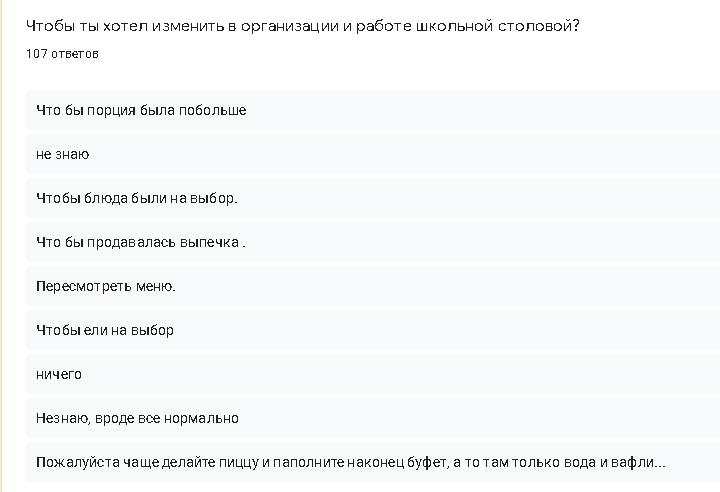 Чтобы ты хотел изменить в организации и работе школьной столовой?
107 ответов
Что бы порция была побольше
не знаю
Чтобы блюда были на выбор.
Что бы продавалась выпечка .
Пересмотреть меню.
Чтобы ели на выбор
ничего
Незнаю, вроде все нормально
Пожалуйста чаще делайте пиццу и паполните наконец буфет, а то там только вода и вафли...